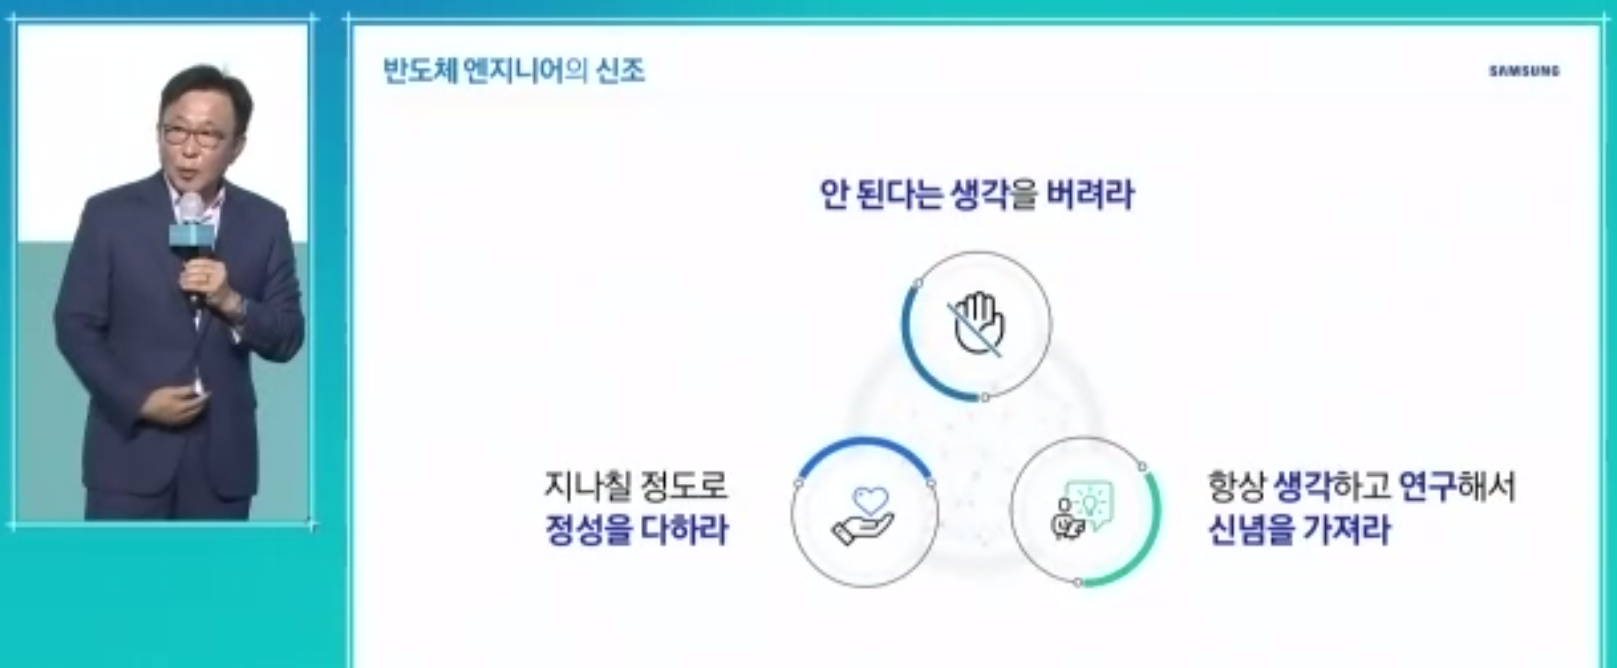 반도체 엔지니어의 신조
SAMSUNG
안 된다는 생각을 버려라
지나칠 정도로
정성을 다하라
항상 생각하고 연구해서
신념을 가져라